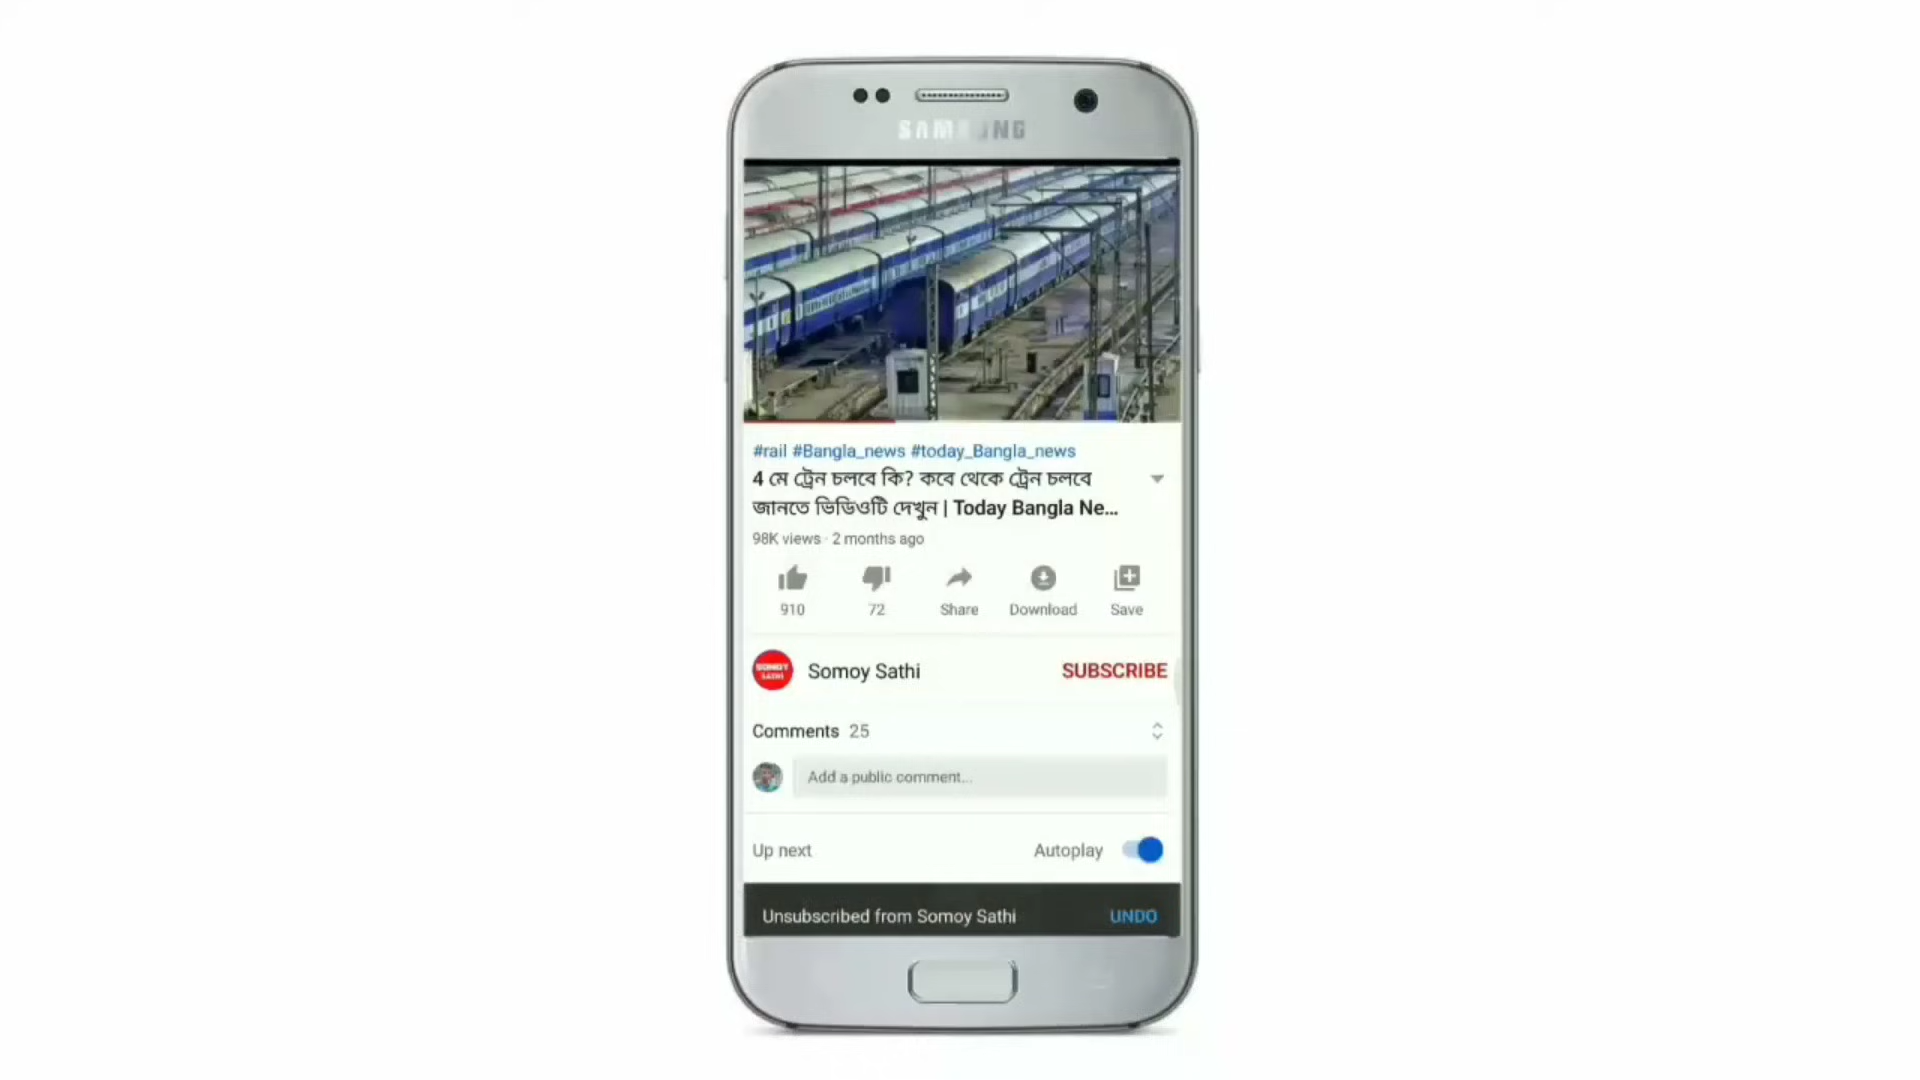 SAMSUNG
#rail #Bangla_news #today_Bangla_news
4 মে ট্রেন চলবে কি? কবে থেকে ট্রেন চলবে
জানতে ভিডিওটি দেখুন | Today Bangla Ne...
98K views · 2 months ago
910 72 Share Download Save
SOMOY
SATHI
Somoy Sathi SUBSCRIBE
Comments 25
Add a public comment...
Up next Autoplay
Unsubscribed from Somoy Sathi UNDO